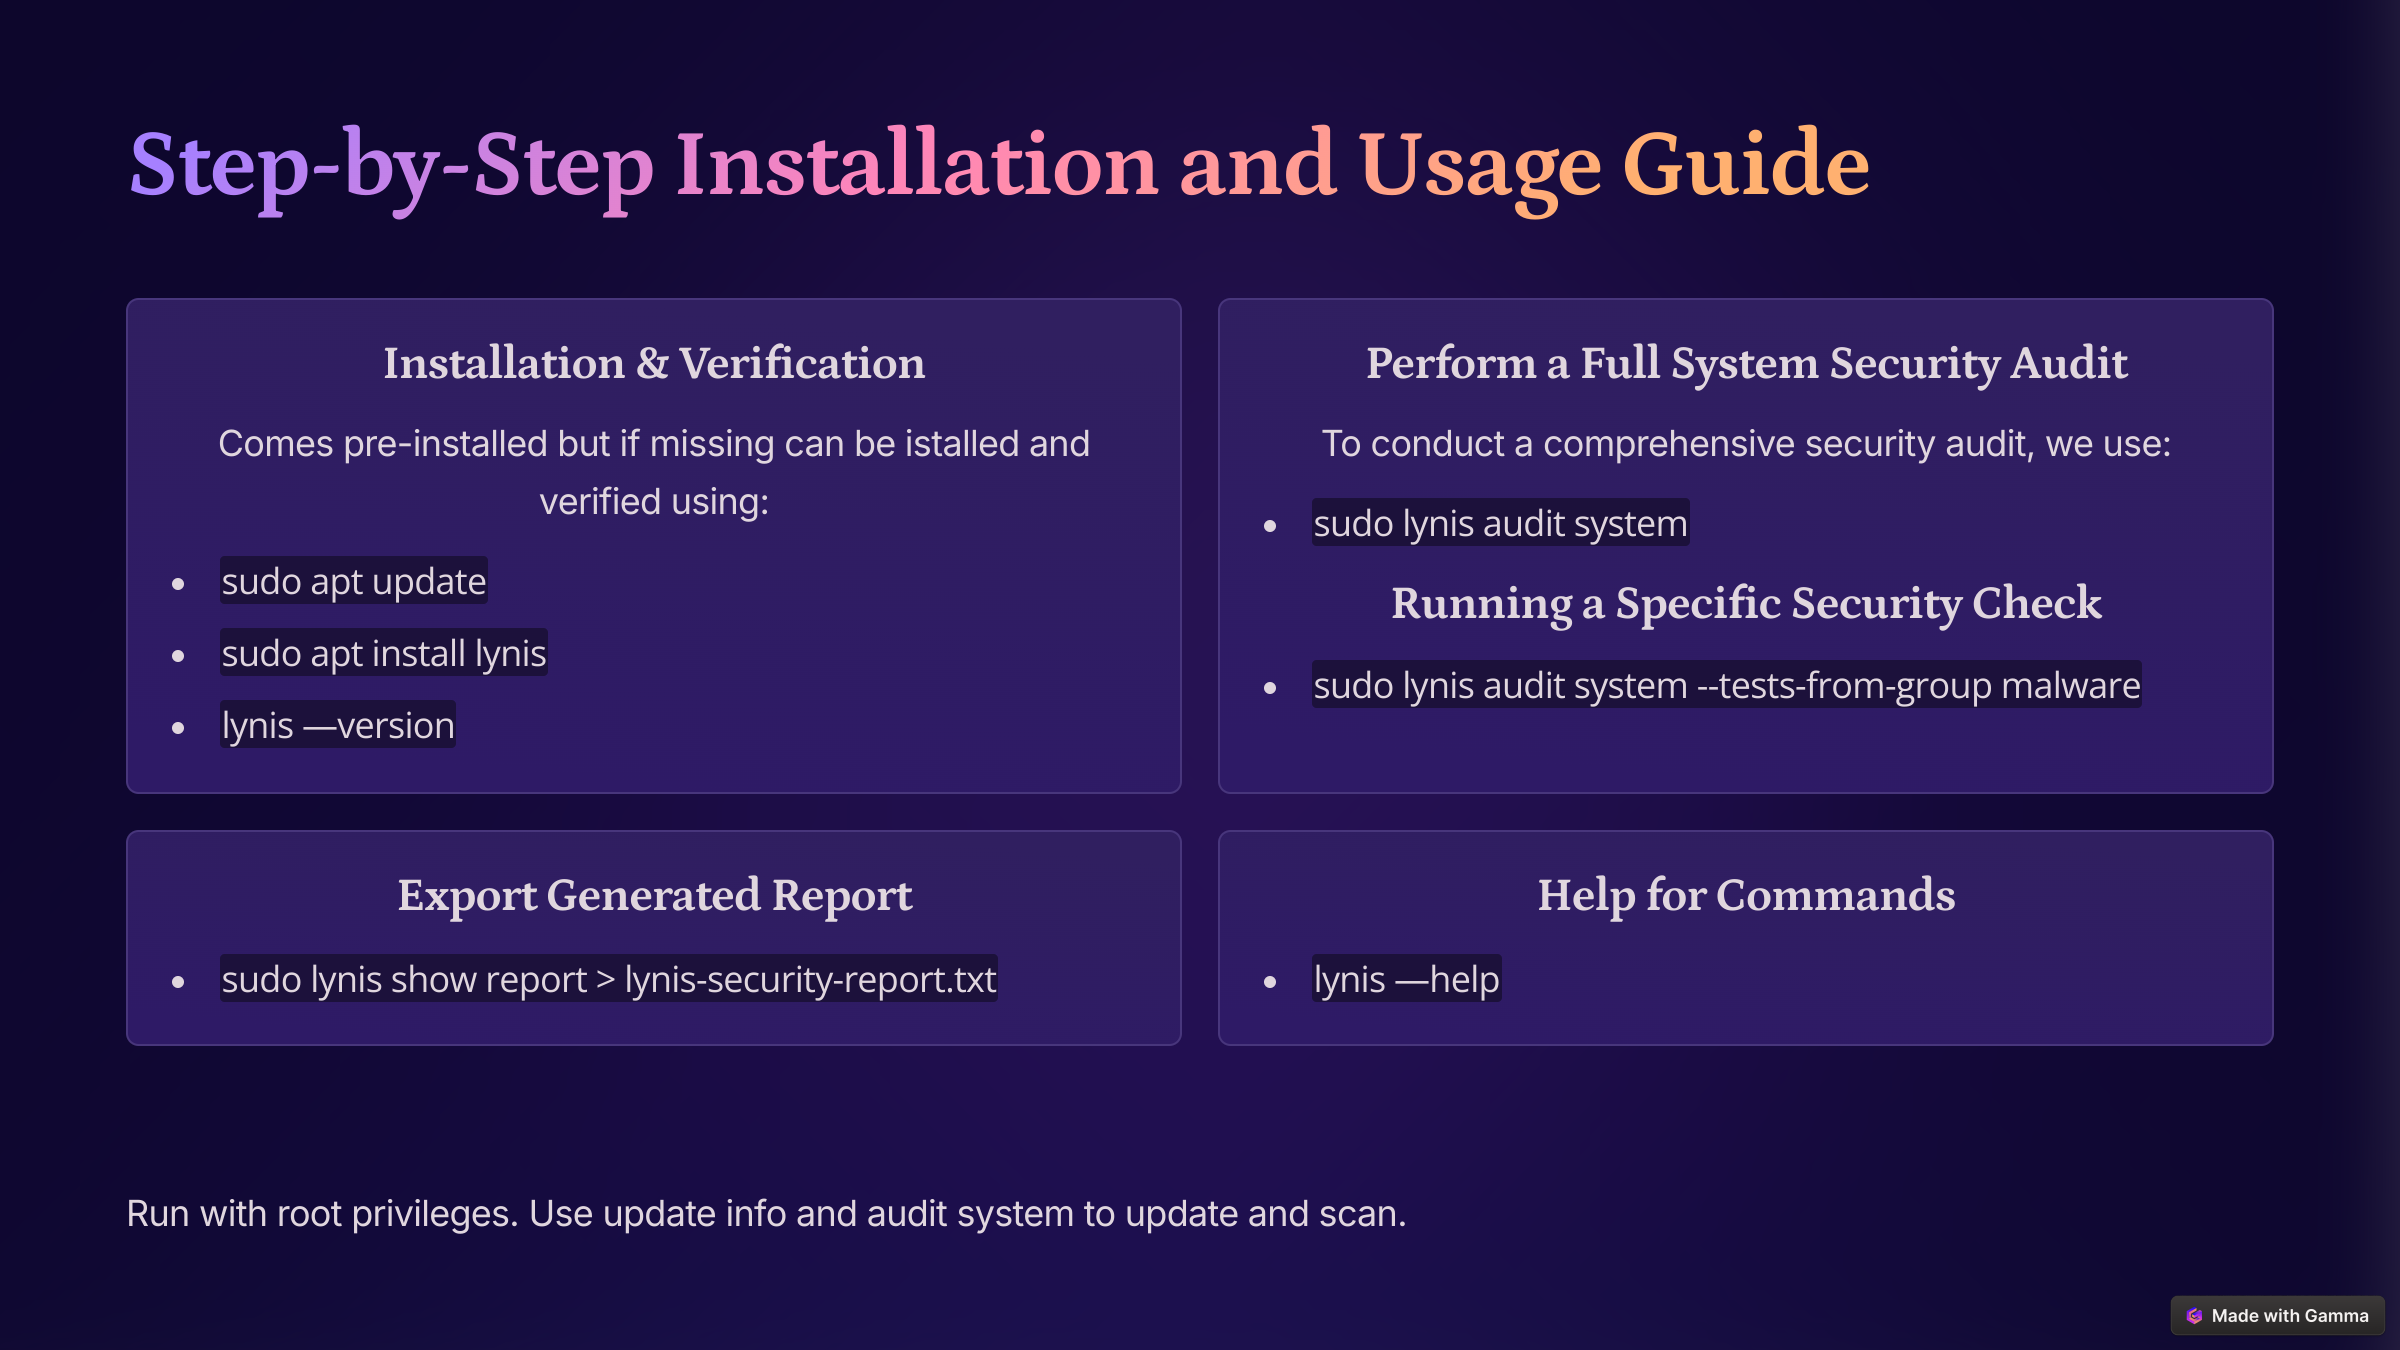 Step-by-Step Installation and Usage Guide
Installation & Verification
Comes pre-installed but if missing can be istalled and
verified using:
• sudo apt update
• sudo apt install lynis
• lynis —version
Perform a Full System Security Audit
To conduct a comprehensive security audit, we use:
• sudo lynis audit system
Running a Specific Security Check
• sudo lynis audit system --tests-from-group malware
Export Generated Report
• sudo lynis show report > lynis-security-report.txt
Help for Commands
• lynis —help
Run with root privileges. Use update info and audit system to update and scan.
Made with Gamma